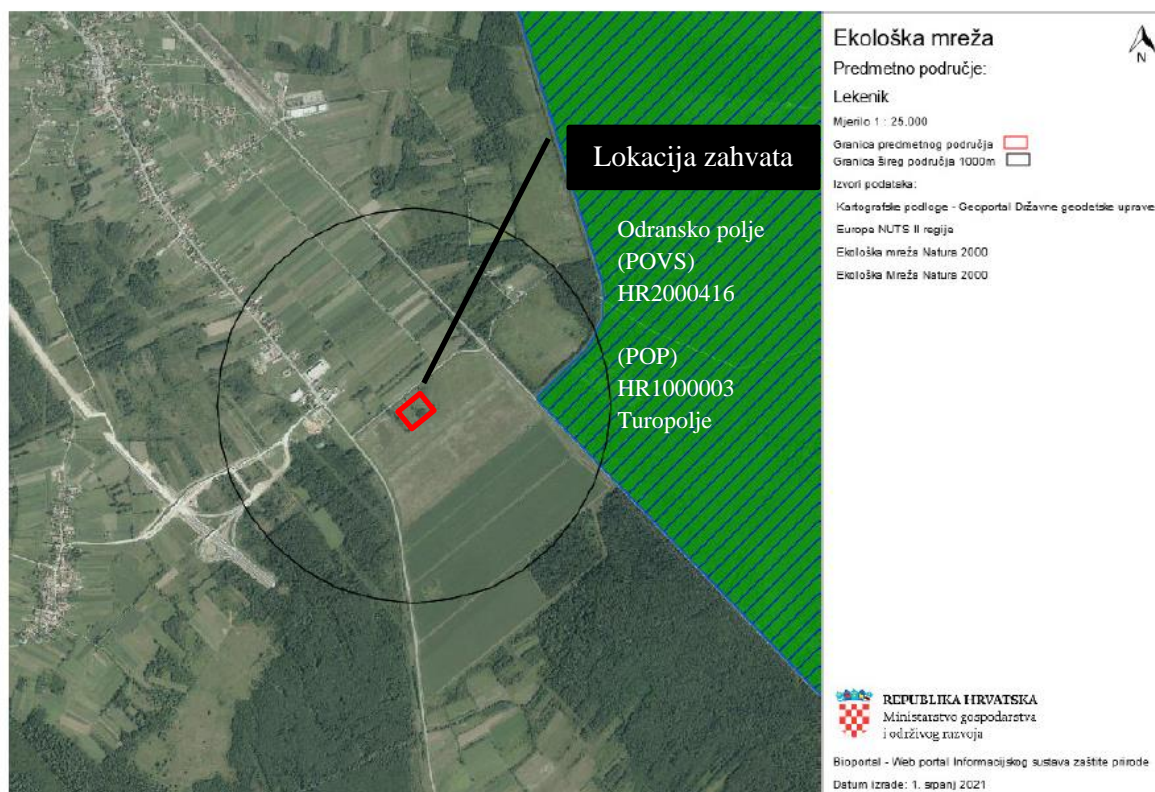 Lokacija zahvata
Odransko polje
(POVS)
HR2000416
(POP)
HR1000003
Turopolje
Ekološka mreža
N
Predmetno područje:
Lekenik
Mjerilo 1 : 25.000
Granica predmetnog područja
Granica šireg područja 1000m
Izvori podataka:
Kartografske podloge - Geoportal Državne geodetske uprave
Europa NUTS II regije
Ekološka mreža Natura 2000
Ekološka Mreža Natura 2000
REPUBLIKA HRVATSKA
Ministarstvo gospodarstva
i održivog razvoja
Bioportal - Web portal Informacijskog sustava zaštite prirode
Datum izrade: 1. srpanj 2021